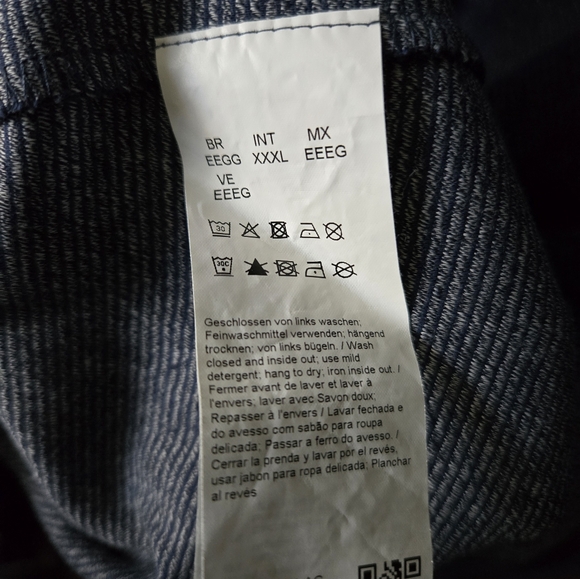 BR INT MX
EEGG XXXL EEEG
VE
EEEG
30
30C
Geschlossen von links waschen;
Feinwaschmittel verwenden; hängend
trocknen; von links bügeln. / Wash
closed and inside out; use mild
detergent; hang to dry; iron inside out. /
Fermer avant de laver et laver à
l'envers; laver avec Savon doux;
Repasser à l'envers / Lavar fechada e
do avesso com sabão para roupa
delicada; Passar a ferro do avesso. /
Cerrar la prenda y lavar por el revés,
usar jabón para ropa delicada; Planchar
al revés